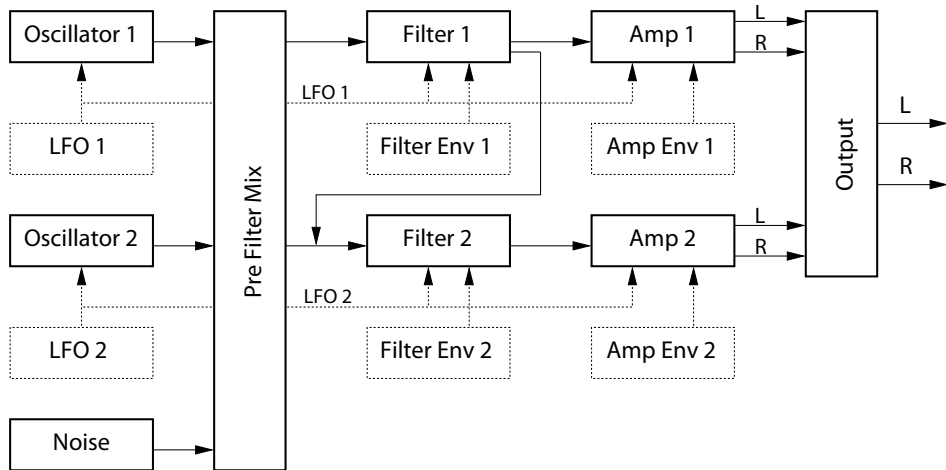 Oscillator 1
Filter 1
Amp 1
L
R
LFO 1
LFO 1
Filter Env 1
Amp Env 1
Pre Filter Mix
Output
L
R
Oscillator 2
Filter 2
Amp 2
L
R
LFO 2
LFO 2
Filter Env 2
Amp Env 2
Noise